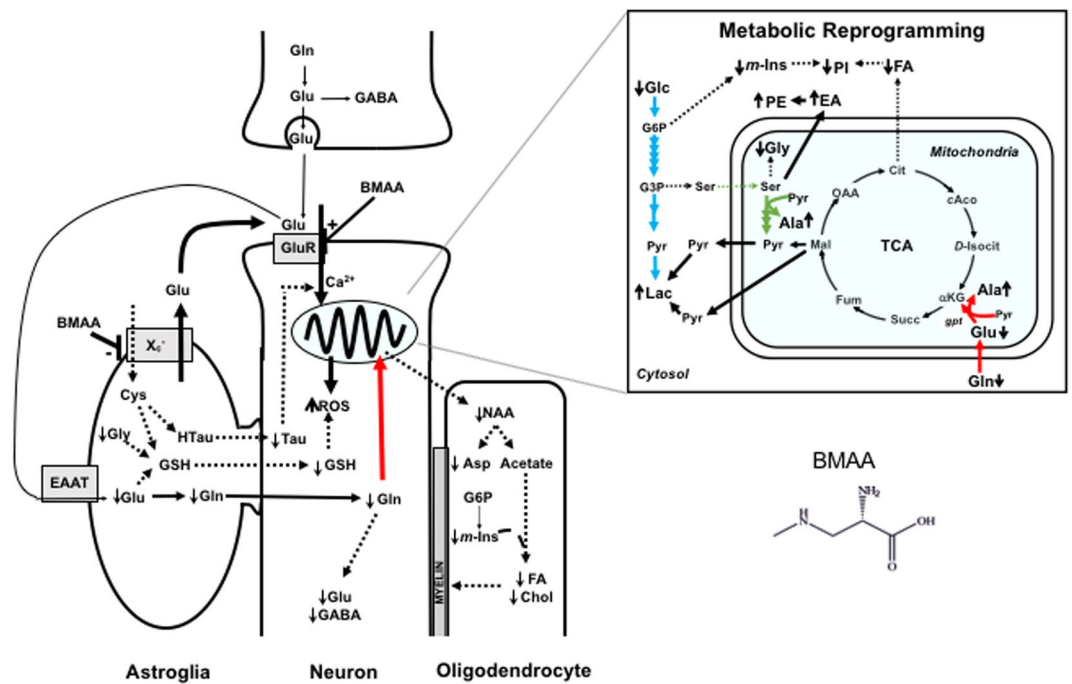 Gln
Glu
GABA
Glu
BMAA
Glu
+
GluR
Ca²⁺
Glu
BMAA
Xc⁻
-
Cys
↑ROS
↓Gly
HTau
↓Tau
GSH
↓GSH
EAAT
↓Glu
↓Gln
↓Gln
↓Glu
↓GABA
↓NAA
↓Asp
Acetate
G6P
↓m-Ins
↓FA
↓Chol
MYELIN
Astroglia
Neuron
Oligodendrocyte
Metabolic Reprogramming
↓m-Ins
↓PI
↓FA
↓Glc
↑PE
↑EA
G6P
↓Gly
Mitochondria
Cit
G3P
Ser
Ser
Pyr
OAA
cAco
Ala↑
Pyr
Pyr
Pyr
Mal
TCA
D-Isocit
↑Lac
Pyr
Fum
Succ
αKG
Ala↑
gpt
Pyr
Glu↓
Cytosol
Gln↓
BMAA
NH₂
H
N
OH
O